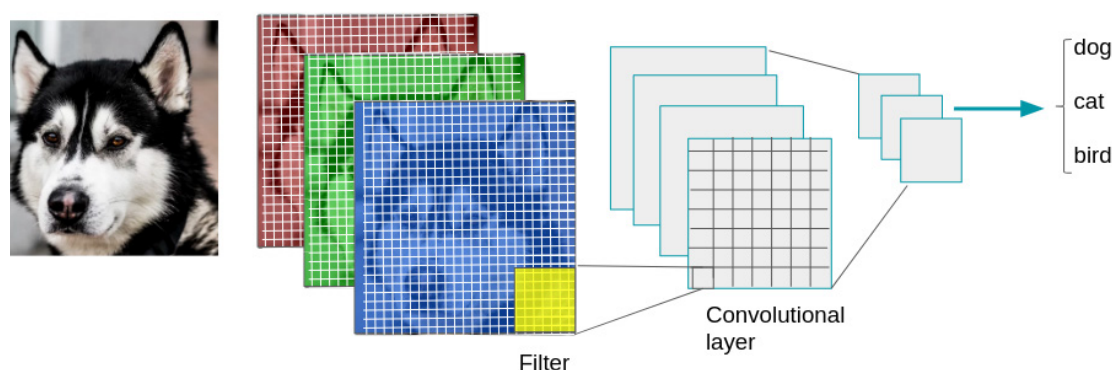 dog
cat
bird
Convolutional
layer
Filter